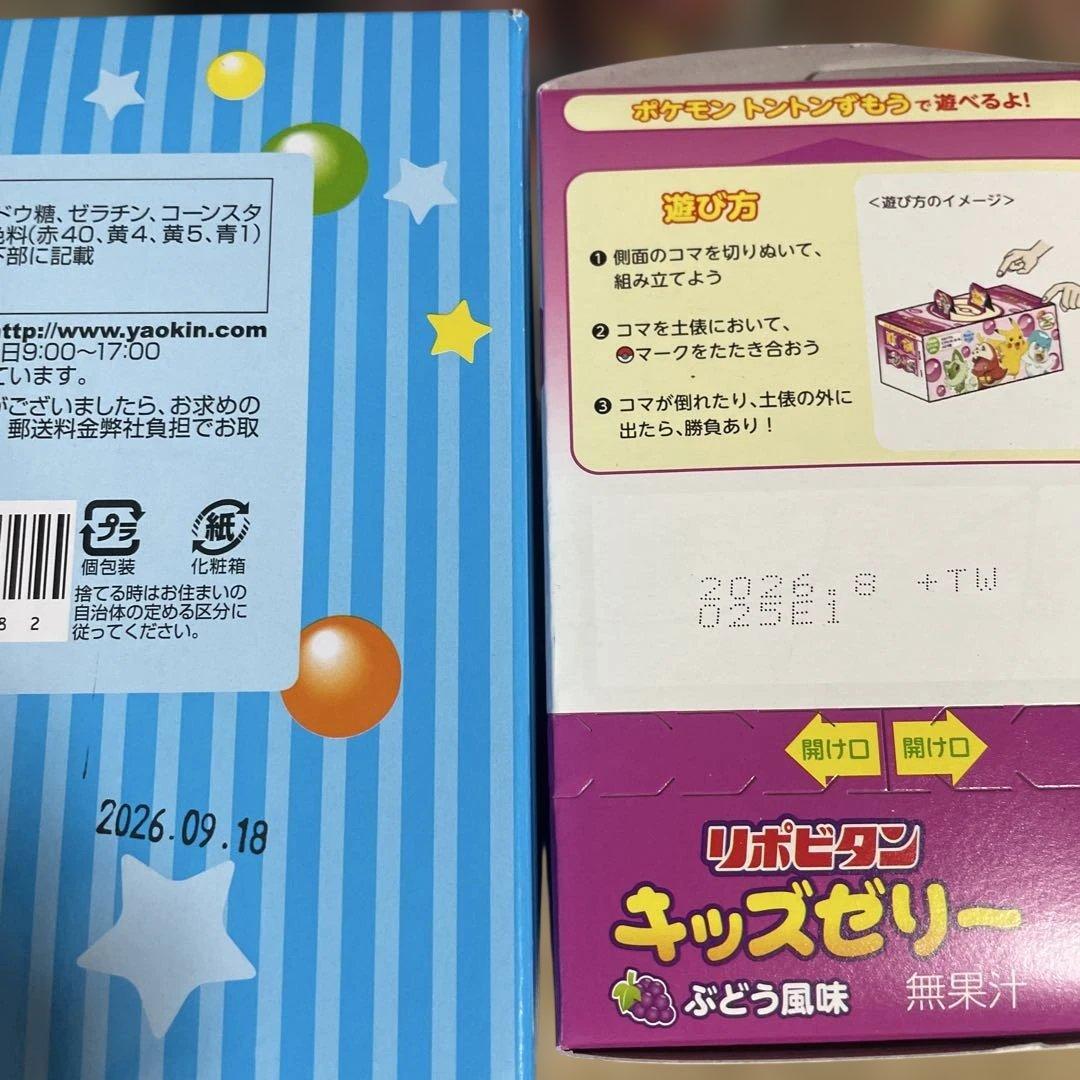 ドウ糖、ゼラチン、コーンスタ
色料(赤40、黄4、黄5、青1)
下部に記載
http://www.yaokin.com
日9:00〜17:00
ています。
がございましたら、お求めの
郵送料金弊社負担でお取
プラ
個包装
紙
化粧箱
捨てる時はお住まいの
自治体の定める区分に
従ってください。
8 2
2026.09.18
ポケモン トントンずもうで遊べるよ!
遊び方
<遊び方のイメージ>
❶ 側面のコマを切りぬいて、
組み立てよう
❷ コマを土俵において、
マークをたたき合おう
❸ コマが倒れたり、土俵の外に
出たら、勝負あり!
2026. 8 +TW
025E1
開け口
開け口
リポビタン
キッズゼリー
ぶどう風味
無果汁